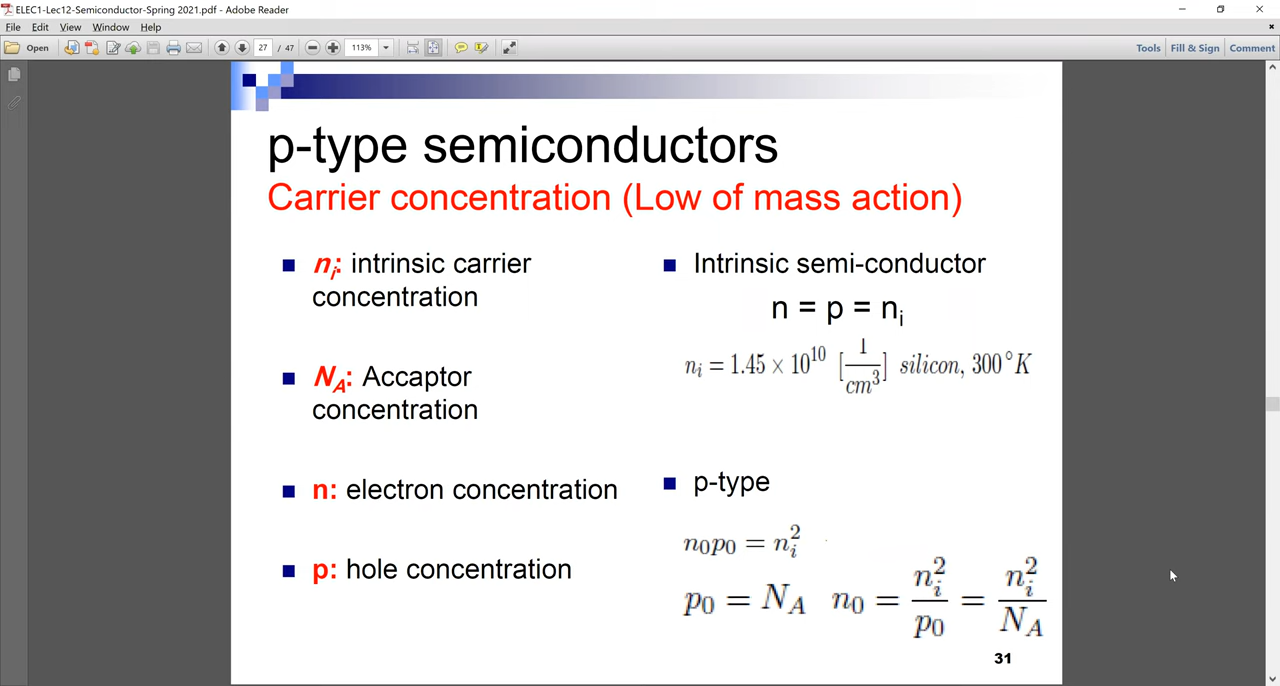 ELEC1-Lec12-Semiconductor-Spring 2021.pdf - Adobe Reader
File Edit View Window Help
Open 27 / 47 113% Tools Fill & Sign Comment
p-type semiconductors
Carrier concentration (Low of mass action)
n_i: intrinsic carrier
concentration
N_A: Accaptor
concentration
n: electron concentration
p: hole concentration
Intrinsic semi-conductor
n = p = n_i
n_i = 1.45 × 10^10 [1/cm^3] silicon, 300°K
p-type
n_0p_0 = n_i^2
p_0 = N_A n_0 = n_i^2/p_0 = n_i^2/N_A
31